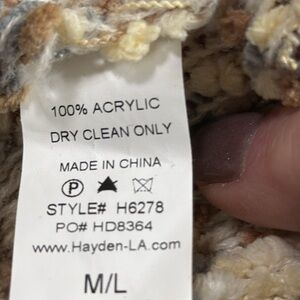 100% ACRYLIC
DRY CLEAN ONLY
MADE IN CHINA
P
STYLE# H6278
PO# HD8364
www.Hayden-LA.com
M/L